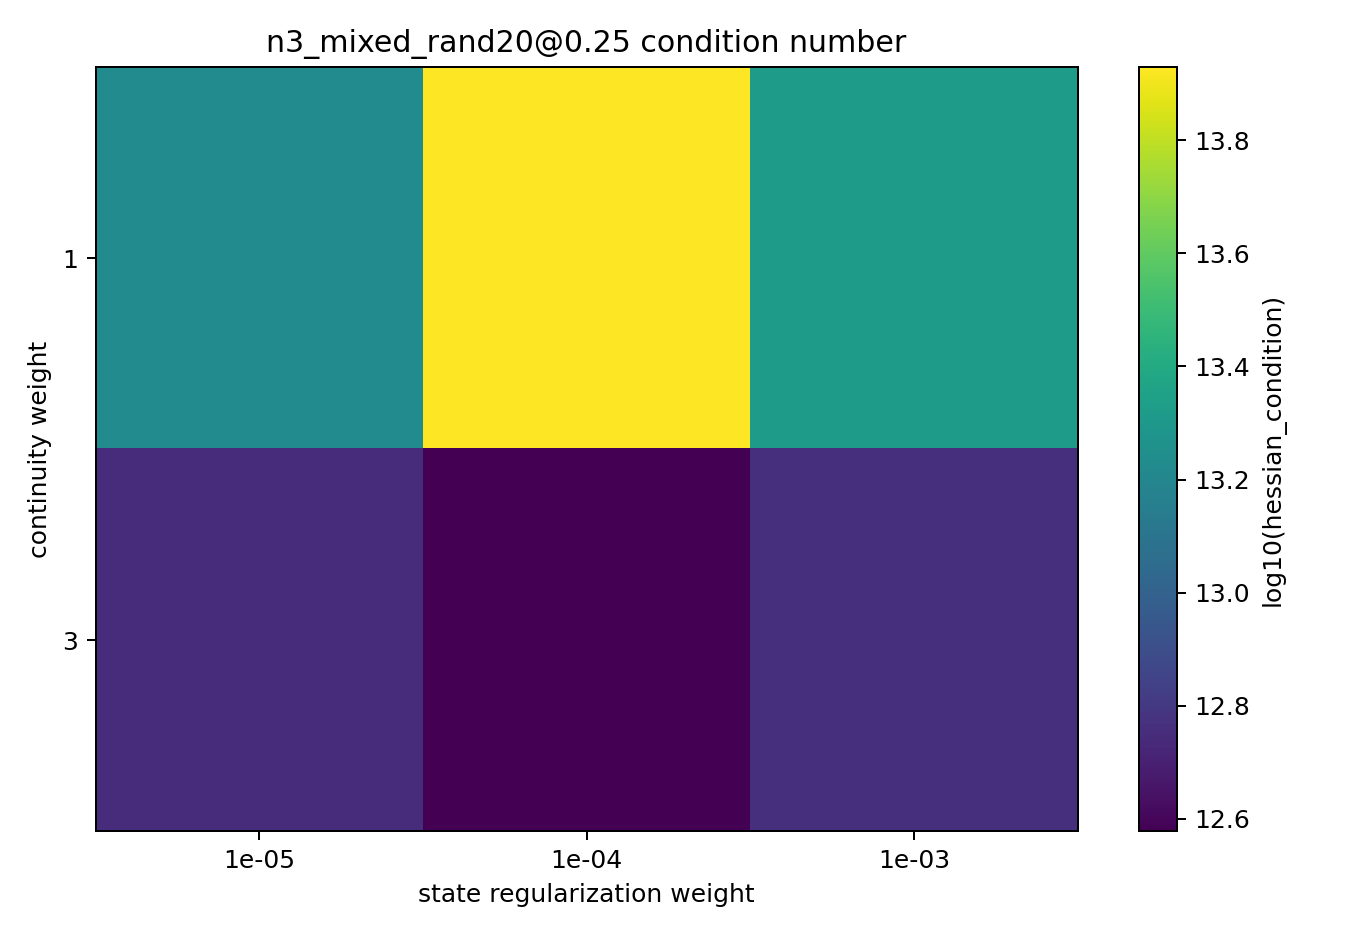 n3_mixed_rand20@0.25 condition number
continuity weight
1
3
1e-05
1e-04
1e-03
state regularization weight
13.8
13.6
13.4
13.2
13.0
12.8
12.6
log10(hessian_condition)